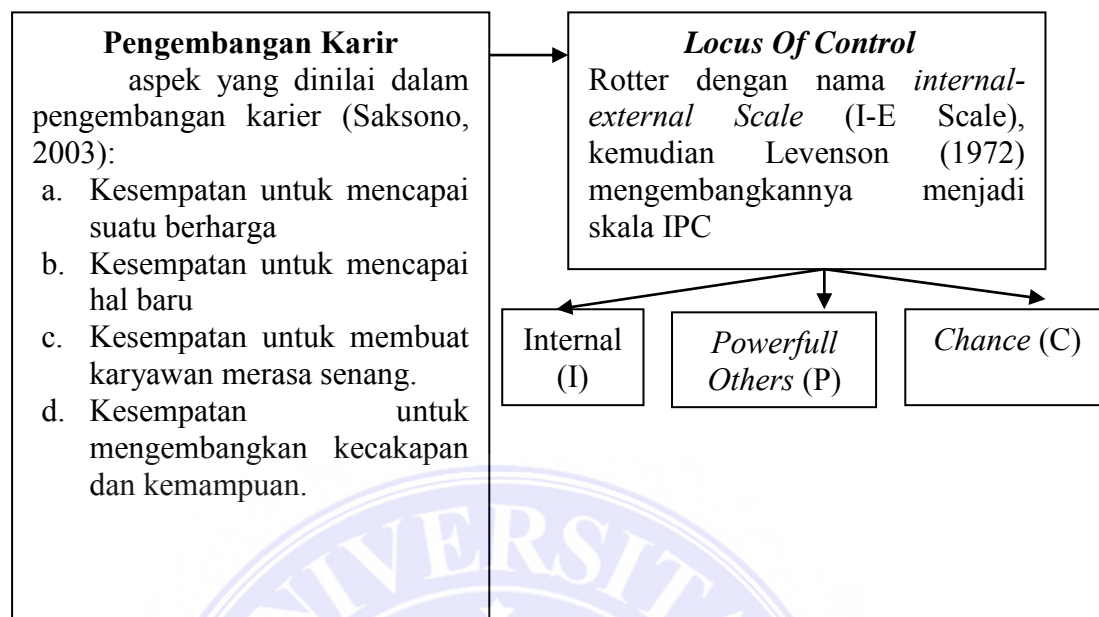 Pengembangan Karir
aspek yang dinilai dalam
pengembangan karier (Saksono,
2003):
a. Kesempatan untuk mencapai
suatu berharga
b. Kesempatan untuk mencapai
hal baru
c. Kesempatan untuk membuat
karyawan merasa senang.
d. Kesempatan untuk
mengembangkan kecakapan
dan kemampuan.
Locus Of Control
Rotter dengan nama internal-
external Scale (I-E Scale),
kemudian Levenson (1972)
mengembangkannya menjadi
skala IPC
Internal
(I)
Powerfull
Others (P)
Chance (C)